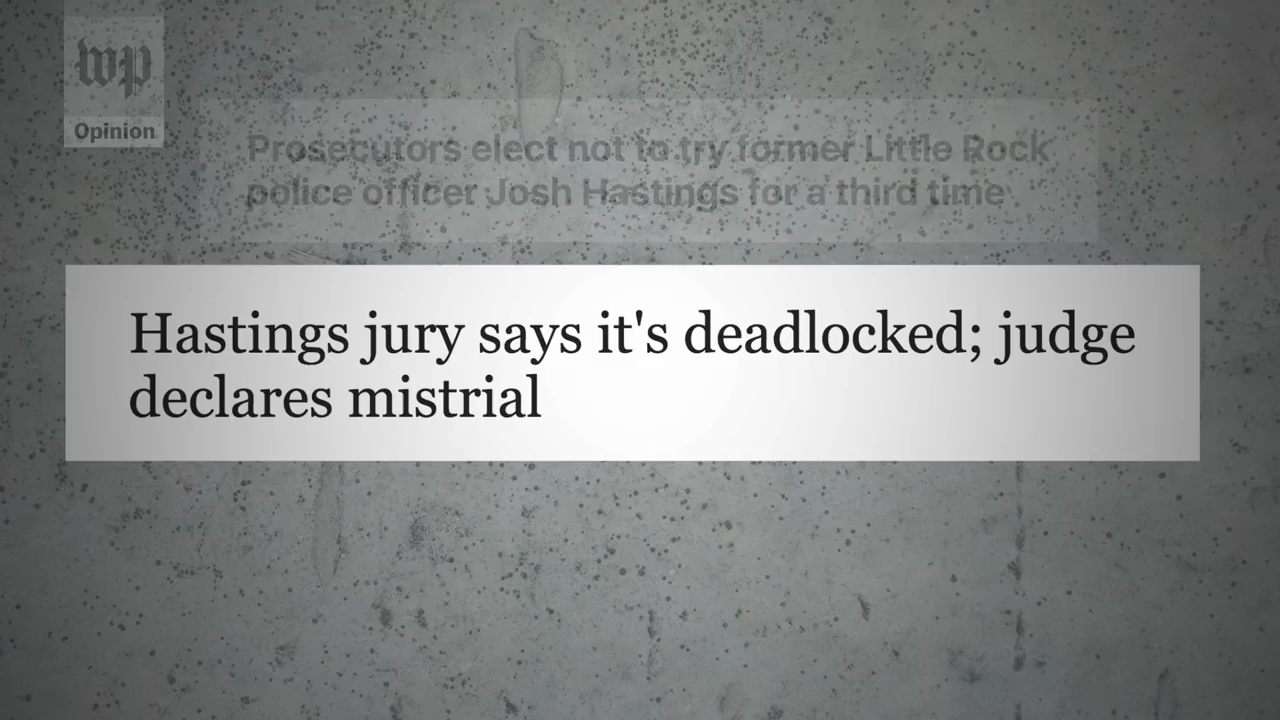 wp
Opinion
Prosecutors elect not to try former Little Rock
police officer Josh Hastings for a third time
Hastings jury says it's deadlocked; judge
declares mistrial